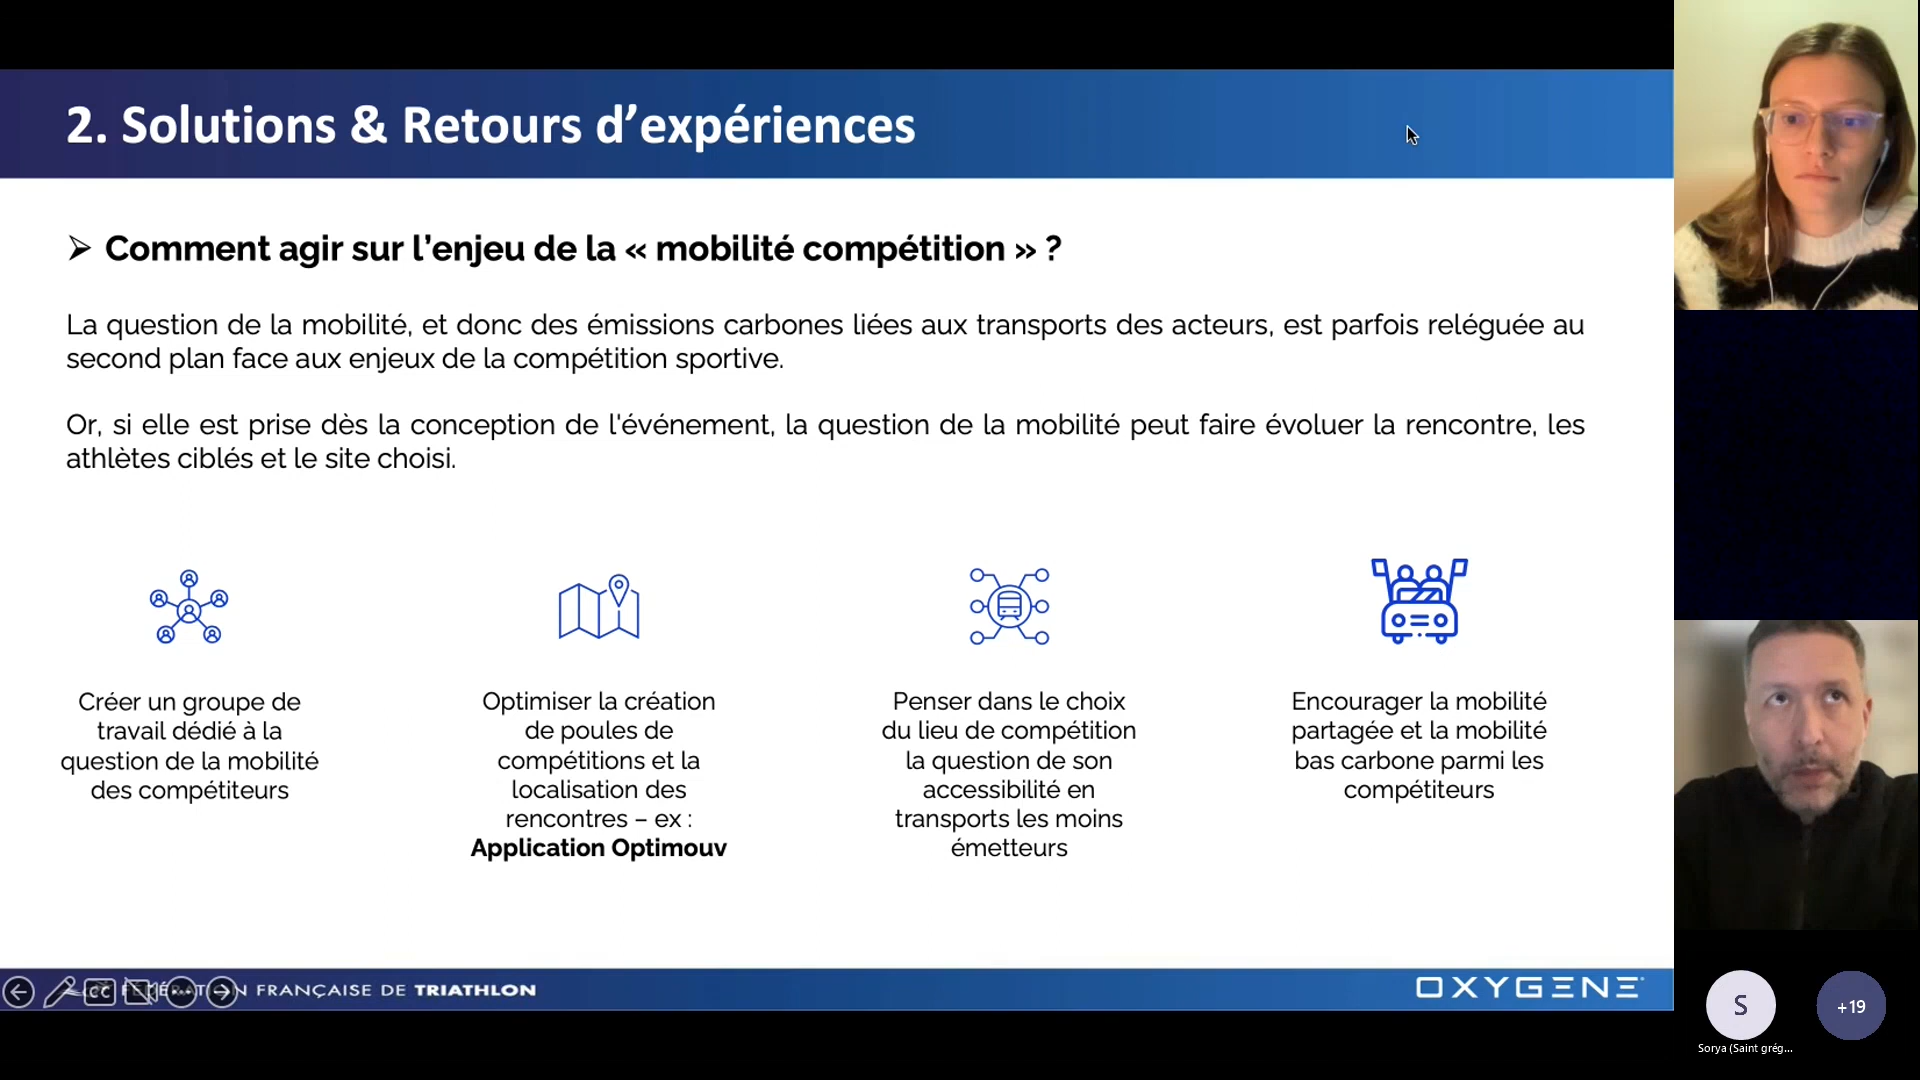 2. Solutions & Retours d’expériences
➢ Comment agir sur l’enjeu de la « mobilité compétition » ?
La question de la mobilité, et donc des émissions carbones liées aux transports des acteurs, est parfois reléguée au
second plan face aux enjeux de la compétition sportive.
Or, si elle est prise dès la conception de l'événement, la question de la mobilité peut faire évoluer la rencontre, les
athlètes ciblés et le site choisi.
Créer un groupe de
travail dédié à la
question de la mobilité
des compétiteurs
Optimiser la création
de poules de
compétitions et la
localisation des
rencontres – ex :
Application Optimouv
Penser dans le choix
du lieu de compétition
la question de son
accessibilité en
transports les moins
émetteurs
Encourager la mobilité
partagée et la mobilité
bas carbone parmi les
compétiteurs
CC
FÉDÉRATION FRANÇAISE DE TRIATHLON
OXYGENE
S
+19
Sorya (Saint grég...